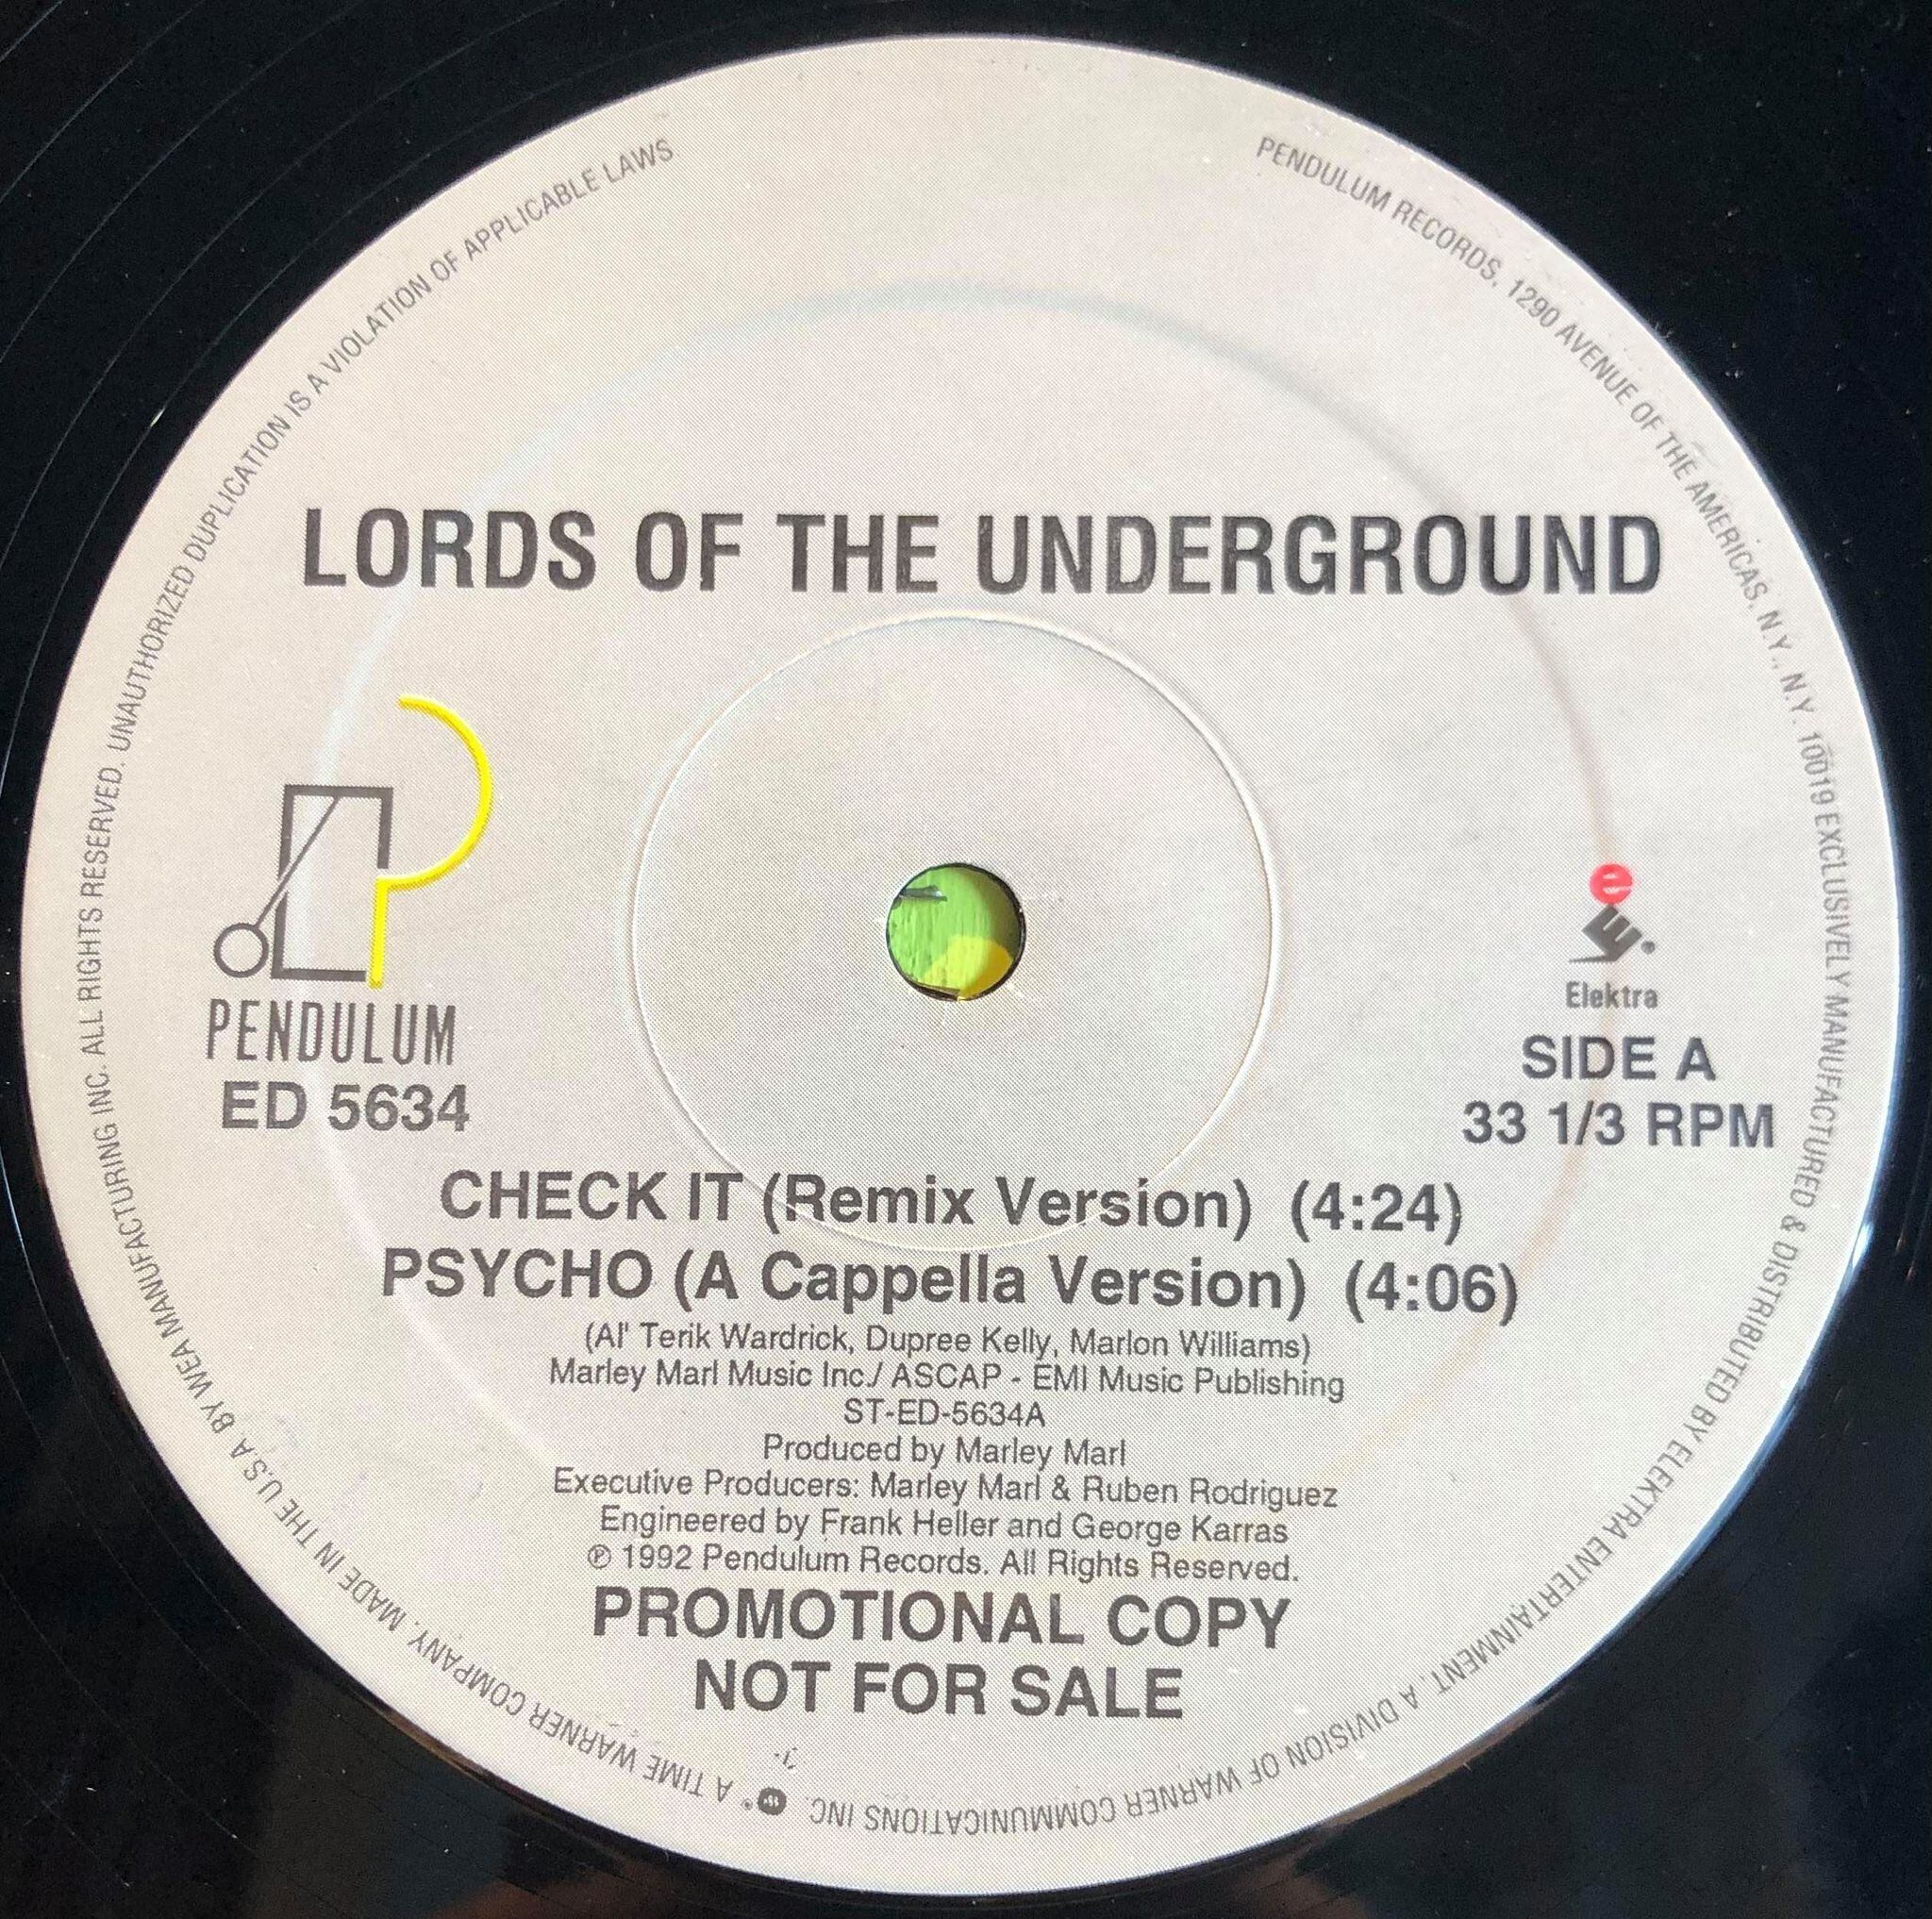 LORDS OF THE UNDERGROUND
PENDULUM
ED 5634
e
Elektra
SIDE A
33 1/3 RPM
CHECK IT (Remix Version) (4:24)
PSYCHO (A Cappella Version) (4:06)
(Al' Terik Wardrick, Dupree Kelly, Marlon Williams)
Marley Marl Music Inc./ ASCAP - EMI Music Publishing
ST-ED-5634A
Produced by Marley Marl
Executive Producers: Marley Marl & Ruben Rodriguez
Engineered by Frank Heller and George Karras
℗ 1992 Pendulum Records. All Rights Reserved.
PROMOTIONAL COPY
NOT FOR SALE
PENDULUM RECORDS, 1290 AVENUE OF THE AMERICAS, N.Y., N.Y. 10019 EXCLUSIVELY MANUFACTURED & DISTRIBUTED BY ELEKTRA ENTERTAINMENT, A DIVISION OF WARNER COMMUNICATIONS INC. ® A TIME WARNER COMPANY. MADE IN THE U.S.A BY WEA MANUFACTURING INC. ALL RIGHTS RESERVED. UNAUTHORIZED DUPLICATION IS A VIOLATION OF APPLICABLE LAWS